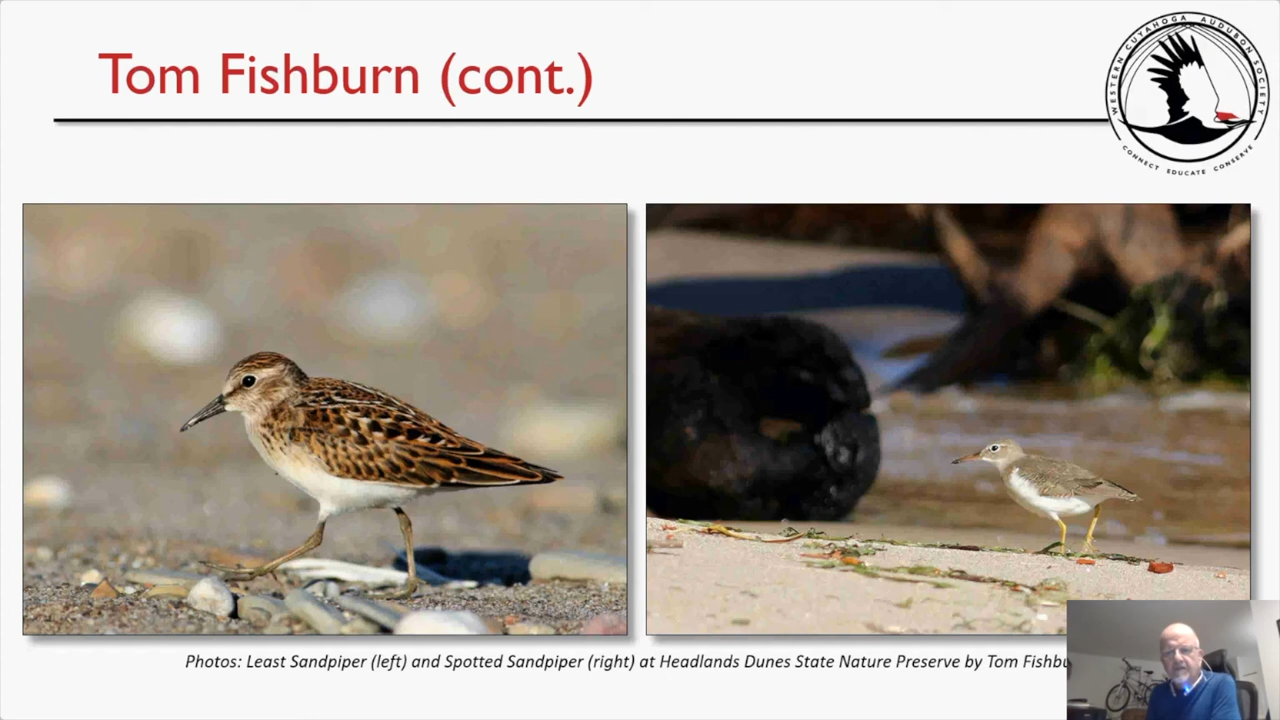 Tom Fishburn (cont.)
WESTERN CUYAHOGA AUDUBON SOCIETY
CONNECT EDUCATE CONSERVE
Photos: Least Sandpiper (left) and Spotted Sandpiper (right) at Headlands Dunes State Nature Preserve by Tom Fishbu